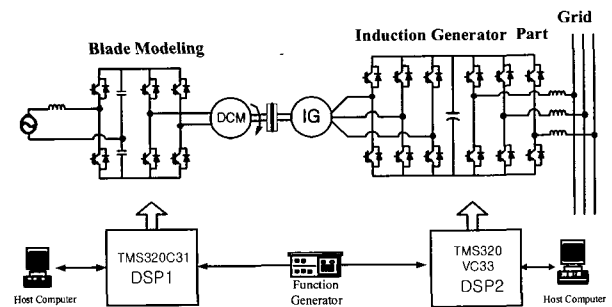 Grid
Blade Modeling
Induction Generator Part
DCM
IG
TMS320C31
DSP1
TMS320
VC33
DSP2
Function
Generator
Host Computer
Host Computer